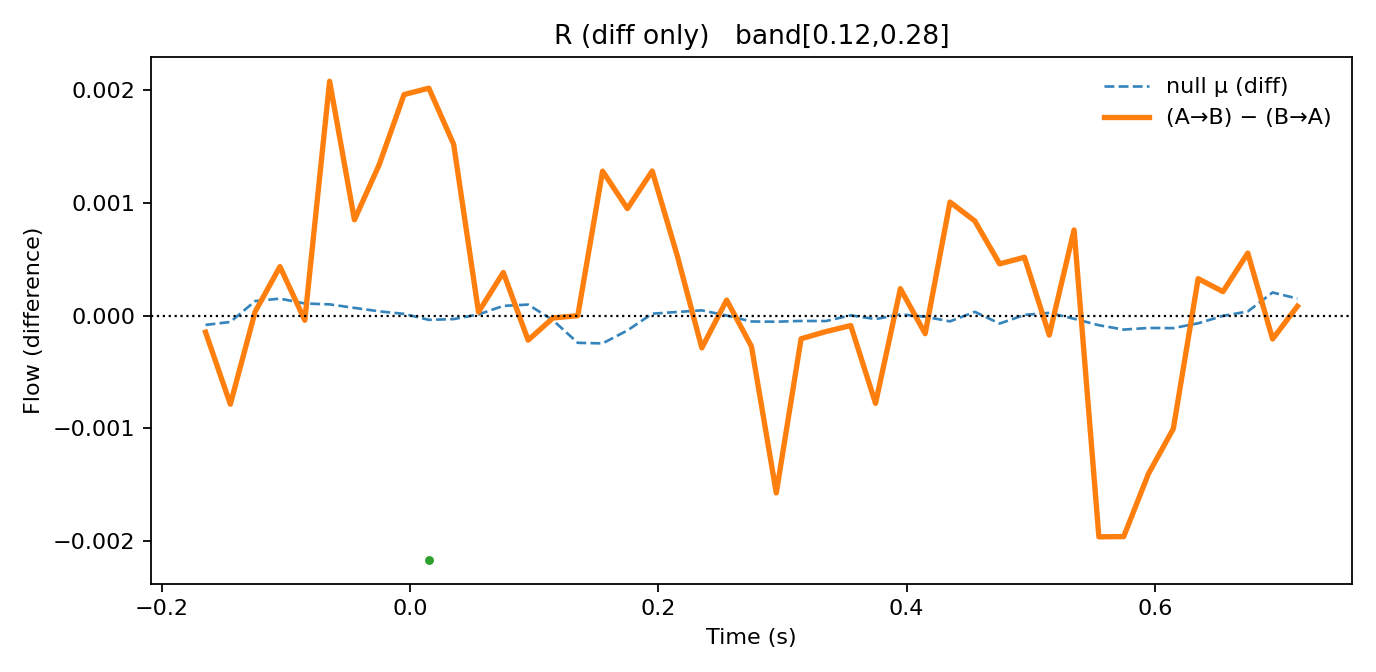 R (diff only)   band[0.12,0.28]
null μ (diff)
(A→B) − (B→A)
Flow (difference)
0.002
0.001
0.000
−0.001
−0.002
−0.2
0.0
0.2
0.4
0.6
Time (s)